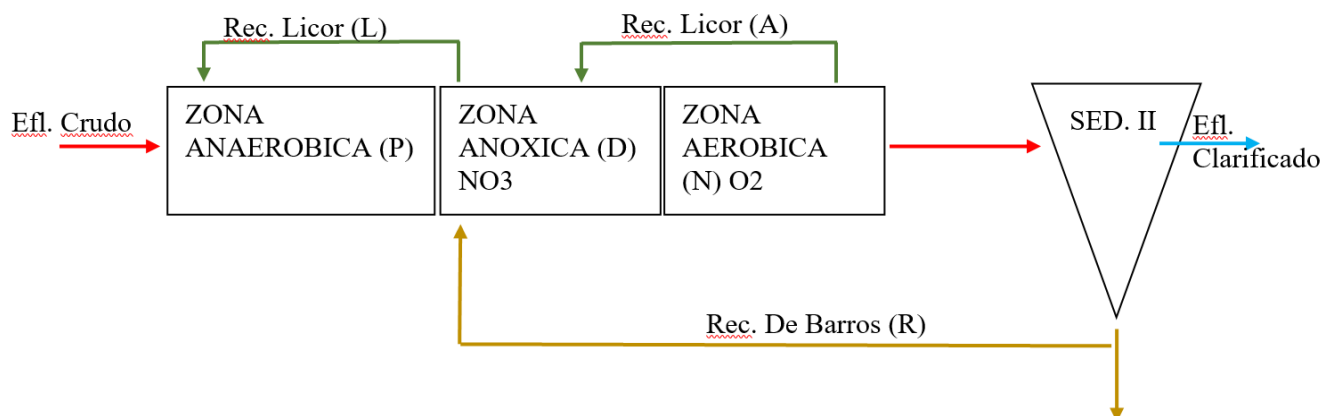 Rec. Licor (L)
Rec. Licor (A)
Efl. Crudo
ZONA
ANAEROBICA (P)
ZONA
ANOXICA (D)
NO3
ZONA
AEROBICA
(N) O2
SED. II
Efl.
Clarificado
Rec. De Barros (R)